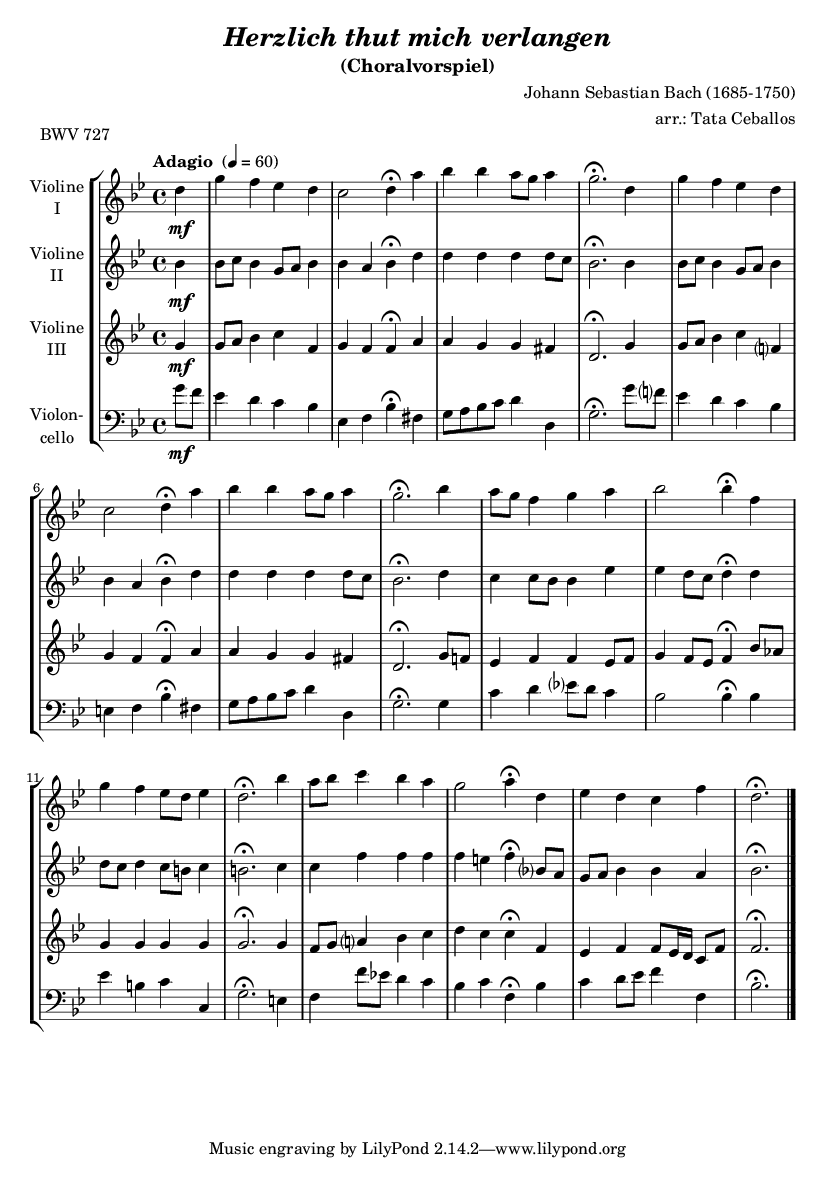 Herzlich thut mich verlangen
(Choralvorspiel)
Johann Sebastian Bach (1685-1750)
arr.: Tata Ceballos
BWV 727
Adagio (♩ = 60)
Violine
I
mf
Violine
II
mf
Violine
III
mf
Violon-
cello
mf
6
11
Music engraving by LilyPond 2.14.2—www.lilypond.org